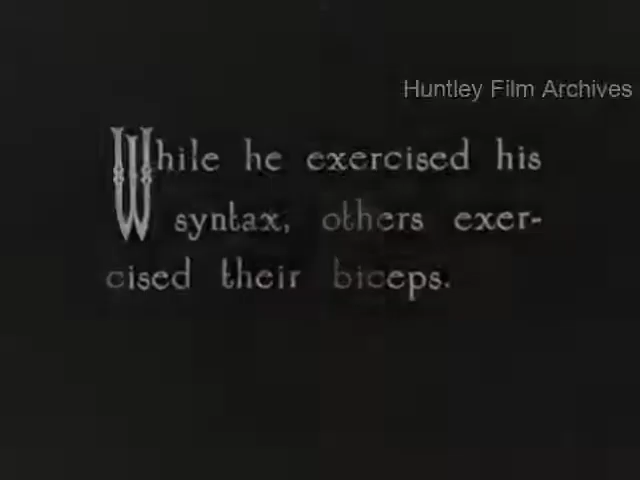 Huntley Film Archives
While he exercised his
syntax, others exer-
cised their biceps.